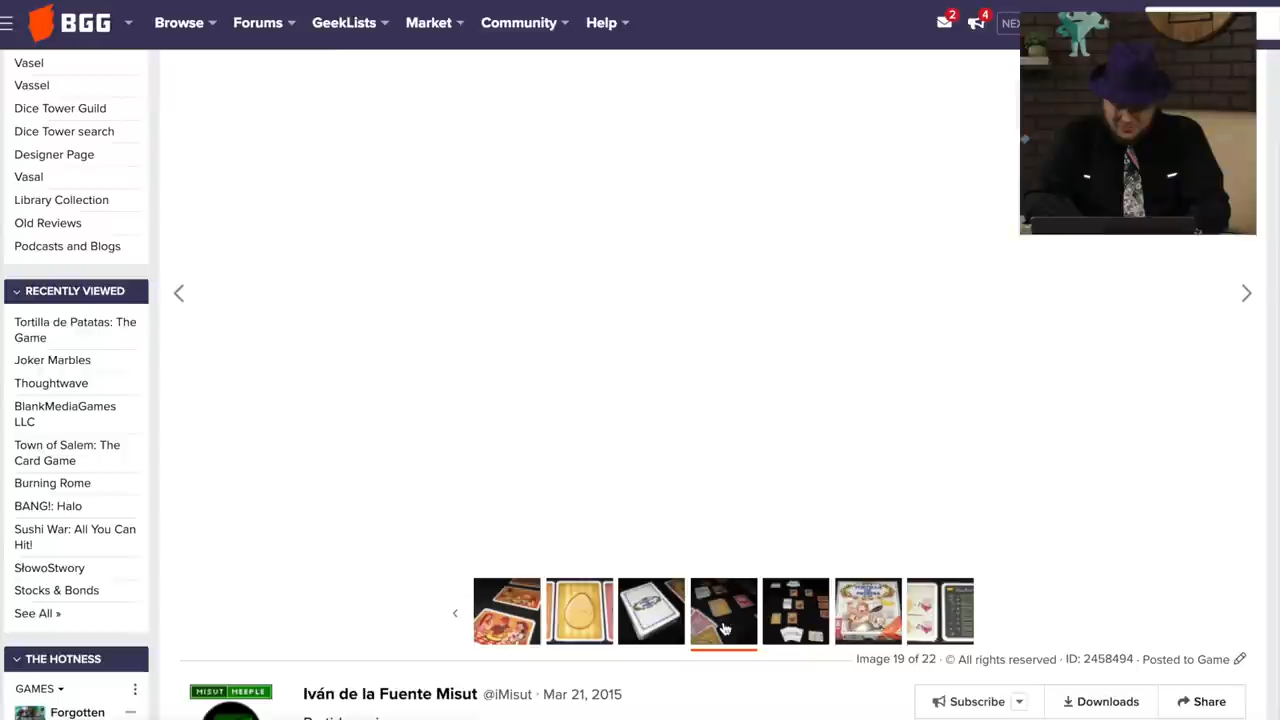 BGG
Browse
Forums
GeekLists
Market
Community
Help
2
4
NEX
Vasel
Vassel
Dice Tower Guild
Dice Tower search
Designer Page
Vasal
Library Collection
Old Reviews
Podcasts and Blogs
RECENTLY VIEWED
Tortilla de Patatas: The
Game
Joker Marbles
Thoughtwave
BlankMediaGames
LLC
Town of Salem: The
Card Game
Burning Rome
BANG!: Halo
Sushi War: All You Can
Hit!
SłowoStwory
Stocks & Bonds
See All »
THE HOTNESS
GAMES
Forgotten
Image 19 of 22 · © All rights reserved · ID: 2458494 · Posted to Game
MISUT MEEPLE
Iván de la Fuente Misut @iMisut · Mar 21, 2015
Subscribe
Downloads
Share